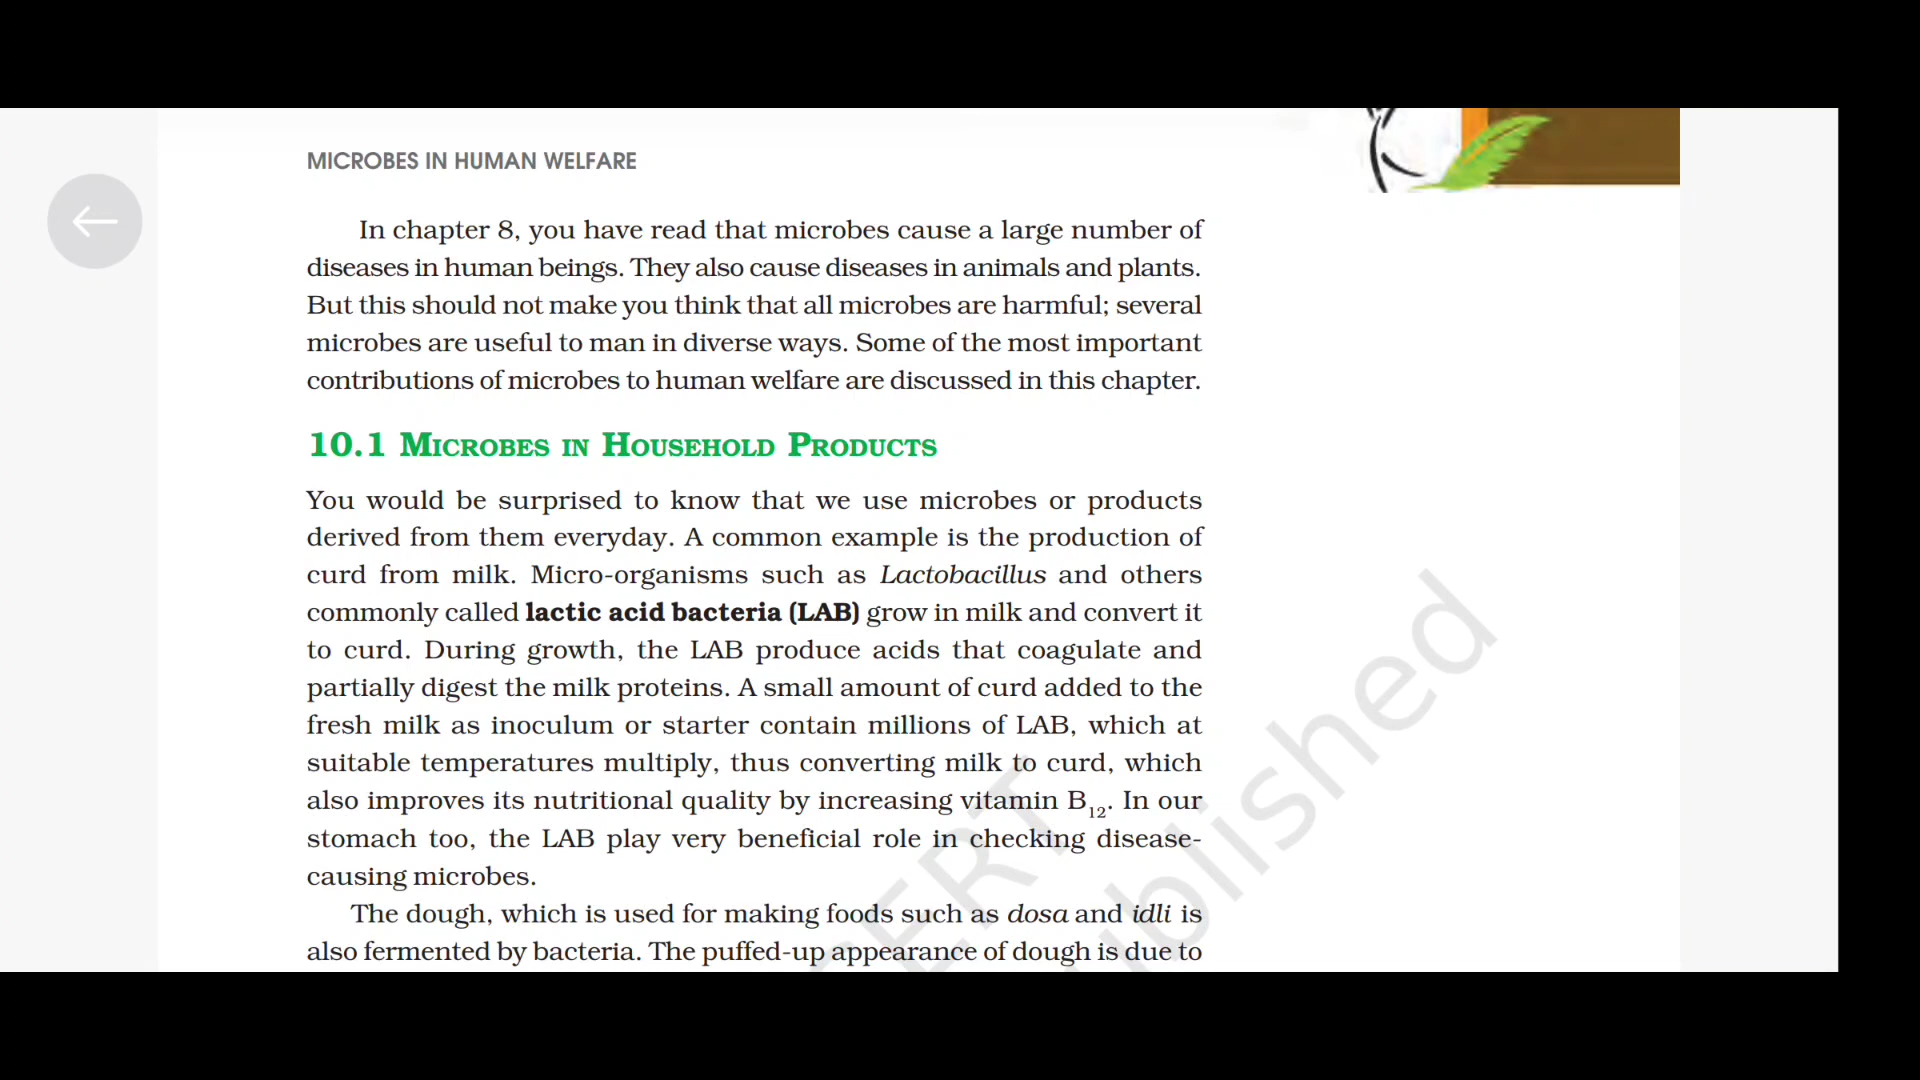 MICROBES IN HUMAN WELFARE
In chapter 8, you have read that microbes cause a large number of
diseases in human beings. They also cause diseases in animals and plants.
But this should not make you think that all microbes are harmful; several
microbes are useful to man in diverse ways. Some of the most important
contributions of microbes to human welfare are discussed in this chapter.
10.1 MICROBES IN HOUSEHOLD PRODUCTS
You would be surprised to know that we use microbes or products
derived from them everyday. A common example is the production of
curd from milk. Micro-organisms such as Lactobacillus and others
commonly called lactic acid bacteria (LAB) grow in milk and convert it
to curd. During growth, the LAB produce acids that coagulate and
partially digest the milk proteins. A small amount of curd added to the
fresh milk as inoculum or starter contain millions of LAB, which at
suitable temperatures multiply, thus converting milk to curd, which
also improves its nutritional quality by increasing vitamin B₁₂. In our
stomach too, the LAB play very beneficial role in checking disease-
causing microbes.
The dough, which is used for making foods such as dosa and idli is
also fermented by bacteria. The puffed-up appearance of dough is due to